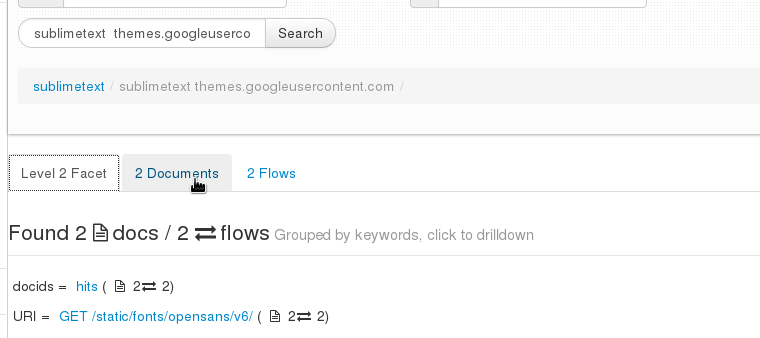 sublimetext themes.googleuserco Search
sublimetext / sublimetext themes.googleusercontent.com /
Level 2 Facet 2 Documents 2 Flows
Found 2 docs / 2 flows Grouped by keywords, click to drilldown
docids = hits ( 2 2)
URI = GET /static/fonts/opensans/v6/ ( 2 2)